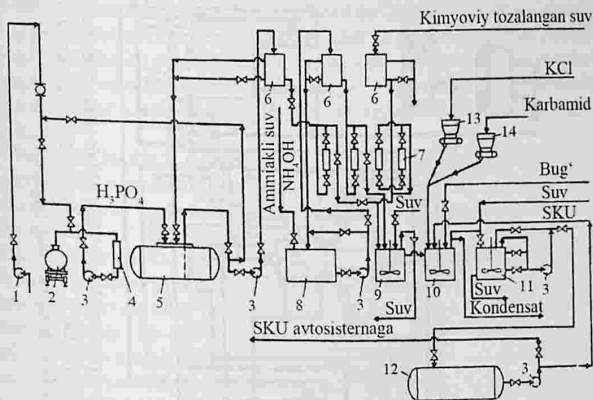 Kimyoviy tozalangan suv
KCl
Karbamid
6
6
6
13
14
7
Ammiakli suv
NH₄OH
H₃PO₄
Bug‘
Suv
Suv
SKU
1
2
3
4
5
3
8
3
9
10
11
3
Suv
Suv
Kondensat
SKU avtosisternaga
12
3